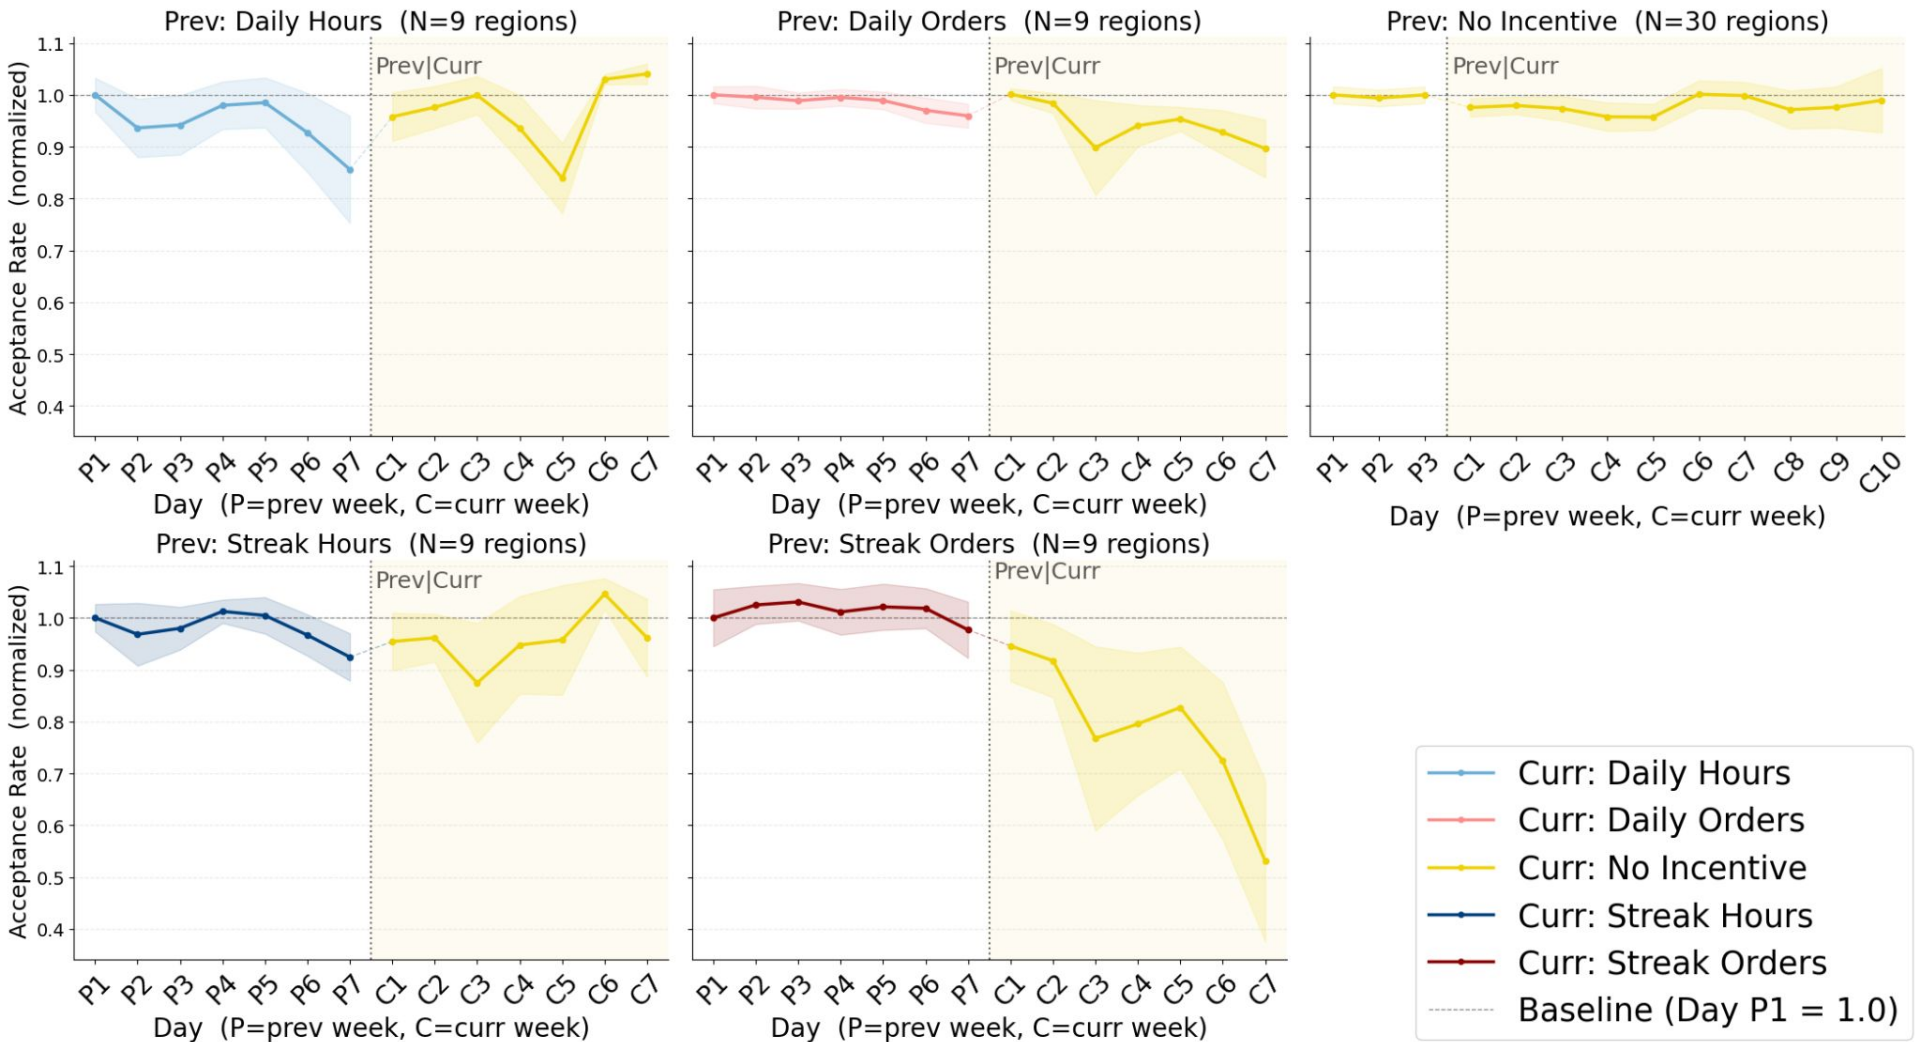 Prev: Daily Hours  (N=9 regions)
Prev|Curr
Acceptance Rate  (normalized)
1.1
1.0
0.9
0.8
0.7
0.6
0.5
0.4
P1 P2 P3 P4 P5 P6 P7 C1 C2 C3 C4 C5 C6 C7
Day  (P=prev week, C=curr week)
Prev: Daily Orders  (N=9 regions)
Prev|Curr
P1 P2 P3 P4 P5 P6 P7 C1 C2 C3 C4 C5 C6 C7
Day  (P=prev week, C=curr week)
Prev: No Incentive  (N=30 regions)
Prev|Curr
P1 P2 P3 C1 C2 C3 C4 C5 C6 C7 C8 C9 C10
Day  (P=prev week, C=curr week)
Prev: Streak Hours  (N=9 regions)
Prev|Curr
Acceptance Rate  (normalized)
1.1
1.0
0.9
0.8
0.7
0.6
0.5
0.4
P1 P2 P3 P4 P5 P6 P7 C1 C2 C3 C4 C5 C6 C7
Day  (P=prev week, C=curr week)
Prev: Streak Orders  (N=9 regions)
Prev|Curr
P1 P2 P3 P4 P5 P6 P7 C1 C2 C3 C4 C5 C6 C7
Day  (P=prev week, C=curr week)
Curr: Daily Hours
Curr: Daily Orders
Curr: No Incentive
Curr: Streak Hours
Curr: Streak Orders
Baseline (Day P1 = 1.0)